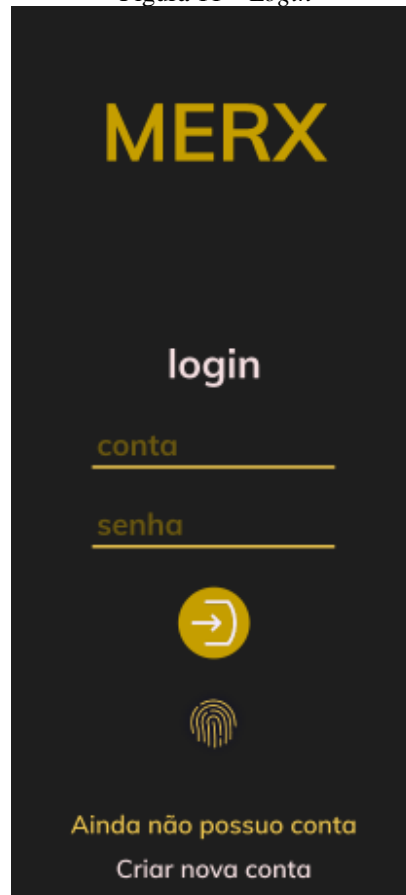 MERX
login
conta
senha
Ainda não possuo conta
Criar nova conta